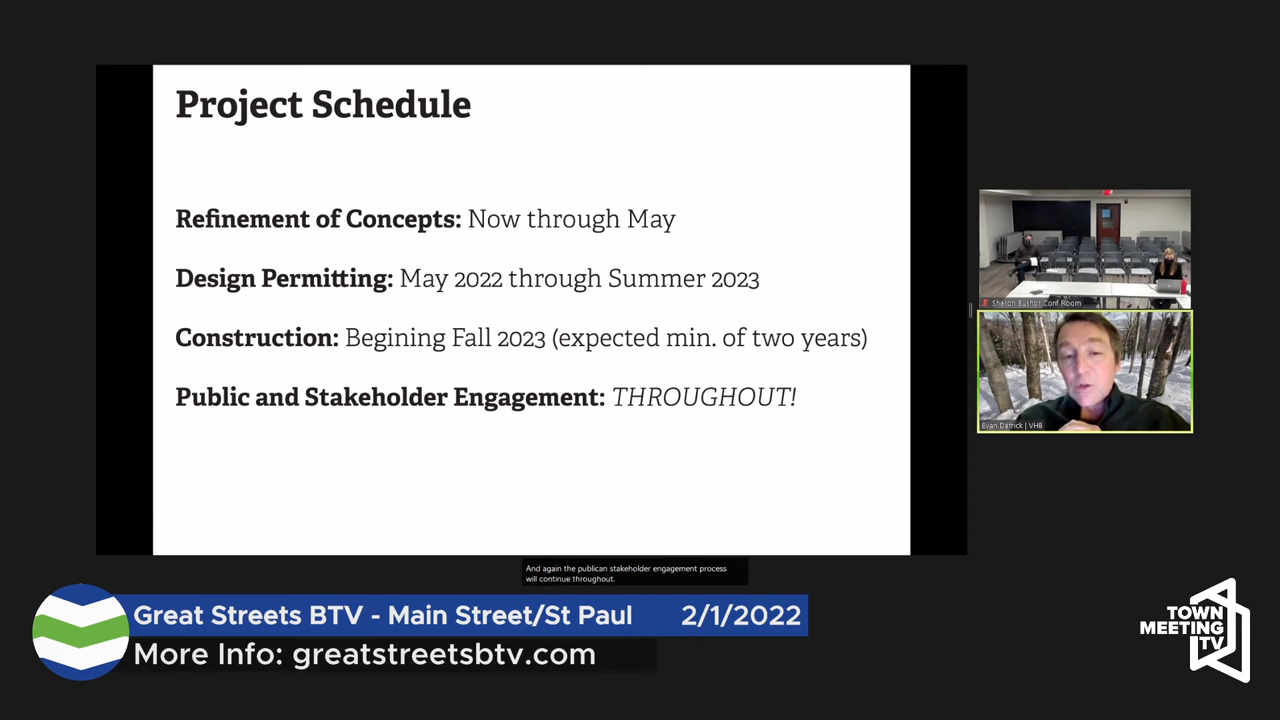 Project Schedule
Refinement of Concepts: Now through May
Design Permitting: May 2022 through Summer 2023
Construction: Begining Fall 2023 (expected min. of two years)
Public and Stakeholder Engagement: THROUGHOUT!
Sharon Bushor Conf Room
Evan Detrick | VHB
And again the publican stakeholder engagement process
will continue throughout.
Great Streets BTV - Main Street/St Paul 2/1/2022
More Info: greatstreetsbtv.com
TOWN
MEETING
TV